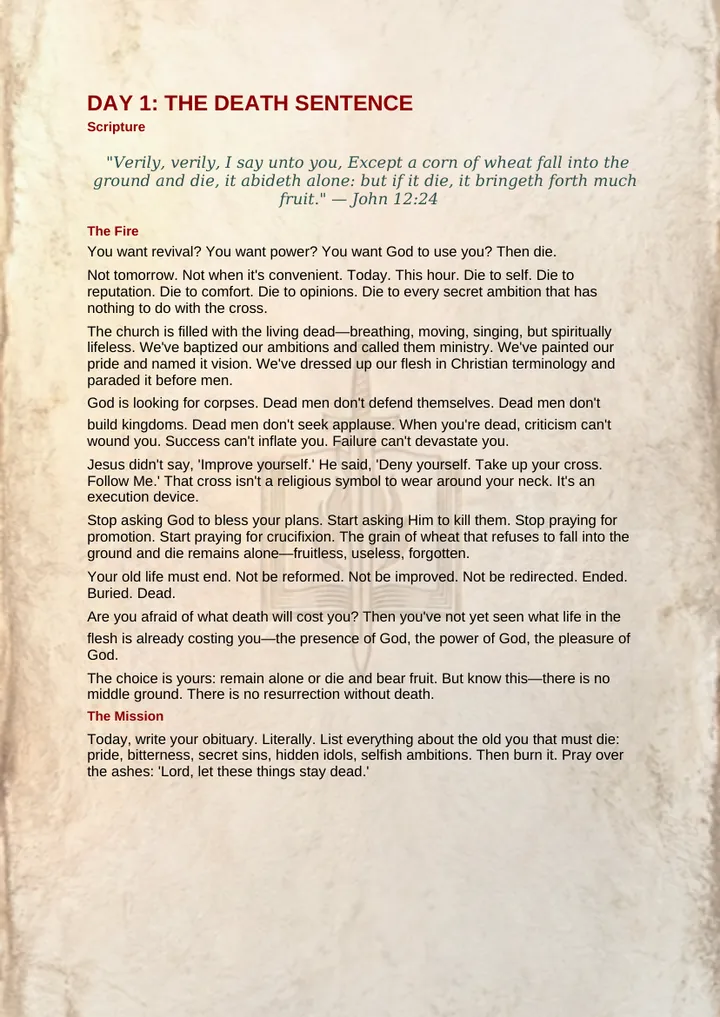 DAY 1: THE DEATH SENTENCE
Scripture
"Verily, verily, I say unto you, Except a corn of wheat fall into the
ground and die, it abideth alone: but if it die, it bringeth forth much
fruit." — John 12:24
The Fire
You want revival? You want power? You want God to use you? Then die.
Not tomorrow. Not when it's convenient. Today. This hour. Die to self. Die to
reputation. Die to comfort. Die to opinions. Die to every secret ambition that has
nothing to do with the cross.
The church is filled with the living dead—breathing, moving, singing, but spiritually
lifeless. We've baptized our ambitions and called them ministry. We've painted our
pride and named it vision. We've dressed up our flesh in Christian terminology and
paraded it before men.
God is looking for corpses. Dead men don't defend themselves. Dead men don't
build kingdoms. Dead men don't seek applause. When you're dead, criticism can't
wound you. Success can't inflate you. Failure can't devastate you.
Jesus didn't say, 'Improve yourself.' He said, 'Deny yourself. Take up your cross.
Follow Me.' That cross isn't a religious symbol to wear around your neck. It's an
execution device.
Stop asking God to bless your plans. Start asking Him to kill them. Stop praying for
promotion. Start praying for crucifixion. The grain of wheat that refuses to fall into the
ground and die remains alone—fruitless, useless, forgotten.
Your old life must end. Not be reformed. Not be improved. Not be redirected. Ended.
Buried. Dead.
Are you afraid of what death will cost you? Then you've not yet seen what life in the
flesh is already costing you—the presence of God, the power of God, the pleasure of
God.
The choice is yours: remain alone or die and bear fruit. But know this—there is no
middle ground. There is no resurrection without death.
The Mission
Today, write your obituary. Literally. List everything about the old you that must die:
pride, bitterness, secret sins, hidden idols, selfish ambitions. Then burn it. Pray over
the ashes: 'Lord, let these things stay dead.'